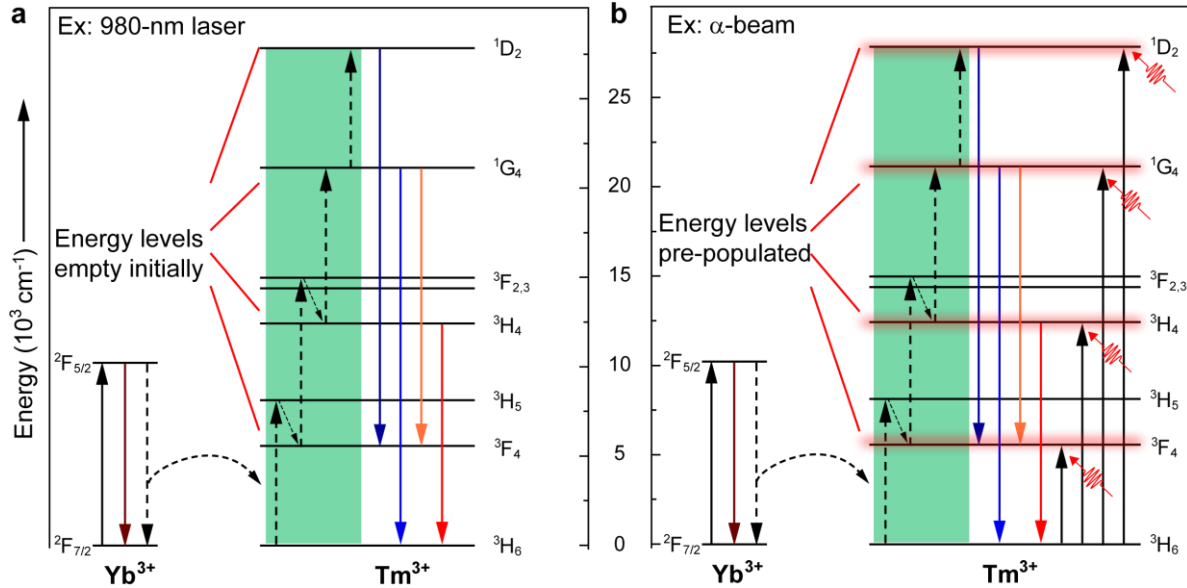 a
Ex: 980-nm laser
Energy (10³ cm⁻¹)
¹D₂
¹G₄
Energy levels
empty initially
³F₂,₃
³H₄
²F₅/₂
³H₅
³F₄
²F₇/₂
³H₆
Yb³⁺
Tm³⁺
b
Ex: α-beam
25
20
15
10
5
0
¹D₂
¹G₄
Energy levels
pre-populated
³F₂,₃
³H₄
²F₅/₂
³H₅
³F₄
²F₇/₂
³H₆
Yb³⁺
Tm³⁺